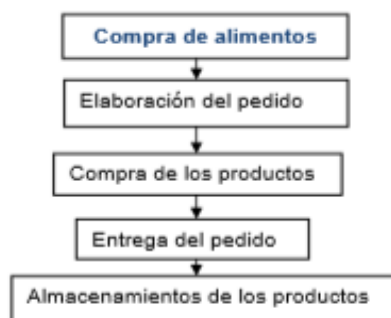 Compra de alimentos
Elaboración del pedido
Compra de los productos
Entrega del pedido
Almacenamientos de los productos